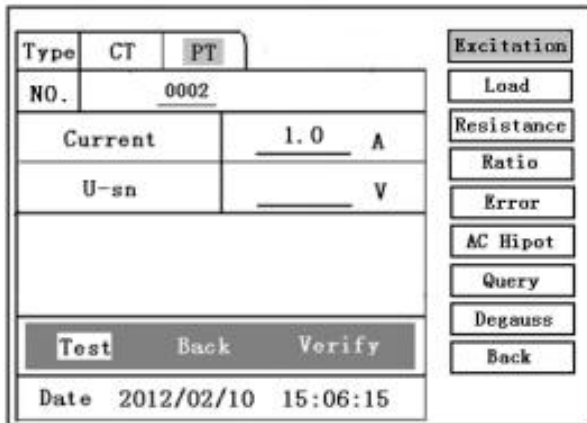 Type CT PT
NO. 0002
Current 1.0 A
U-sn V
Test Back Verify
Date 2012/02/10 15:06:15
Excitation
Load
Resistance
Ratio
Error
AC Hipot
Query
Degauss
Back